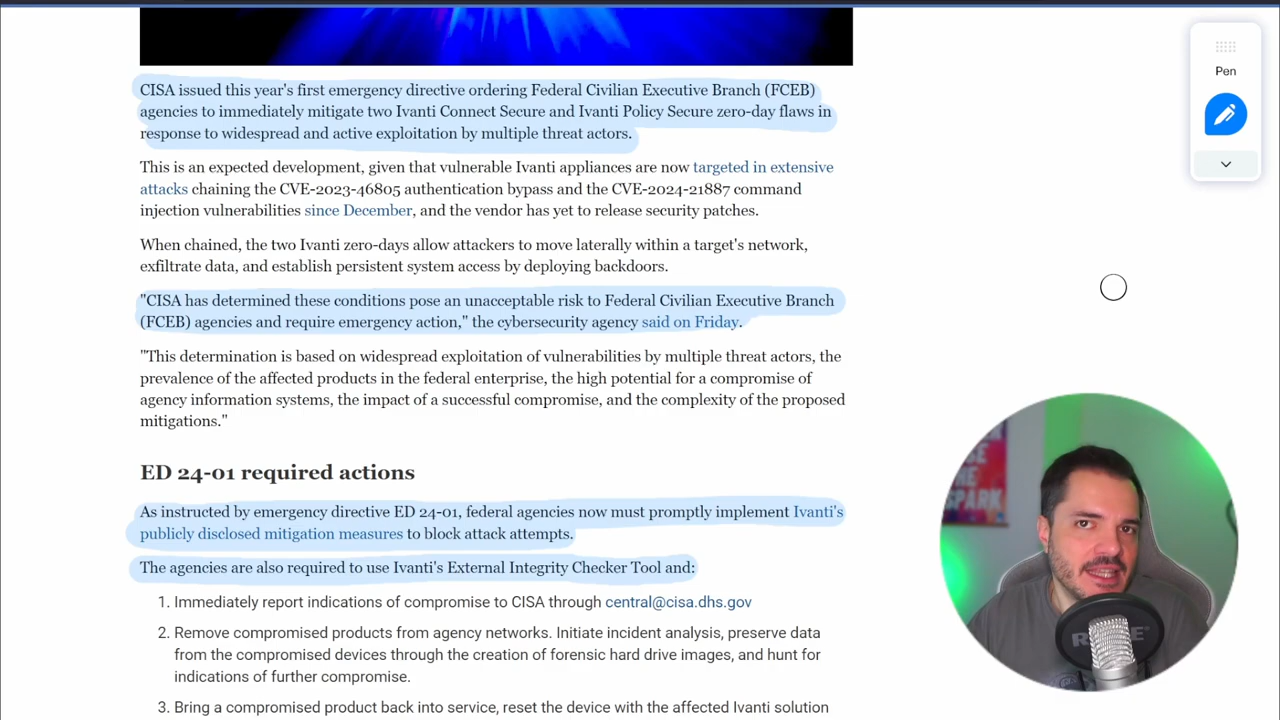 CISA issued this year's first emergency directive ordering Federal Civilian Executive Branch (FCEB)
agencies to immediately mitigate two Ivanti Connect Secure and Ivanti Policy Secure zero-day flaws in
response to widespread and active exploitation by multiple threat actors.
Pen
This is an expected development, given that vulnerable Ivanti appliances are now targeted in extensive
attacks chaining the CVE-2023-46805 authentication bypass and the CVE-2024-21887 command
injection vulnerabilities since December, and the vendor has yet to release security patches.
When chained, the two Ivanti zero-days allow attackers to move laterally within a target's network,
exfiltrate data, and establish persistent system access by deploying backdoors.
"CISA has determined these conditions pose an unacceptable risk to Federal Civilian Executive Branch
(FCEB) agencies and require emergency action," the cybersecurity agency said on Friday.
"This determination is based on widespread exploitation of vulnerabilities by multiple threat actors, the
prevalence of the affected products in the federal enterprise, the high potential for a compromise of
agency information systems, the impact of a successful compromise, and the complexity of the proposed
mitigations."
ED 24-01 required actions
As instructed by emergency directive ED 24-01, federal agencies now must promptly implement Ivanti's
publicly disclosed mitigation measures to block attack attempts.
The agencies are also required to use Ivanti's External Integrity Checker Tool and:
1. Immediately report indications of compromise to CISA through central@cisa.dhs.gov
2. Remove compromised products from agency networks. Initiate incident analysis, preserve data
from the compromised devices through the creation of forensic hard drive images, and hunt for
indications of further compromise.
3. Bring a compromised product back into service, reset the device with the affected Ivanti solution
SPARK